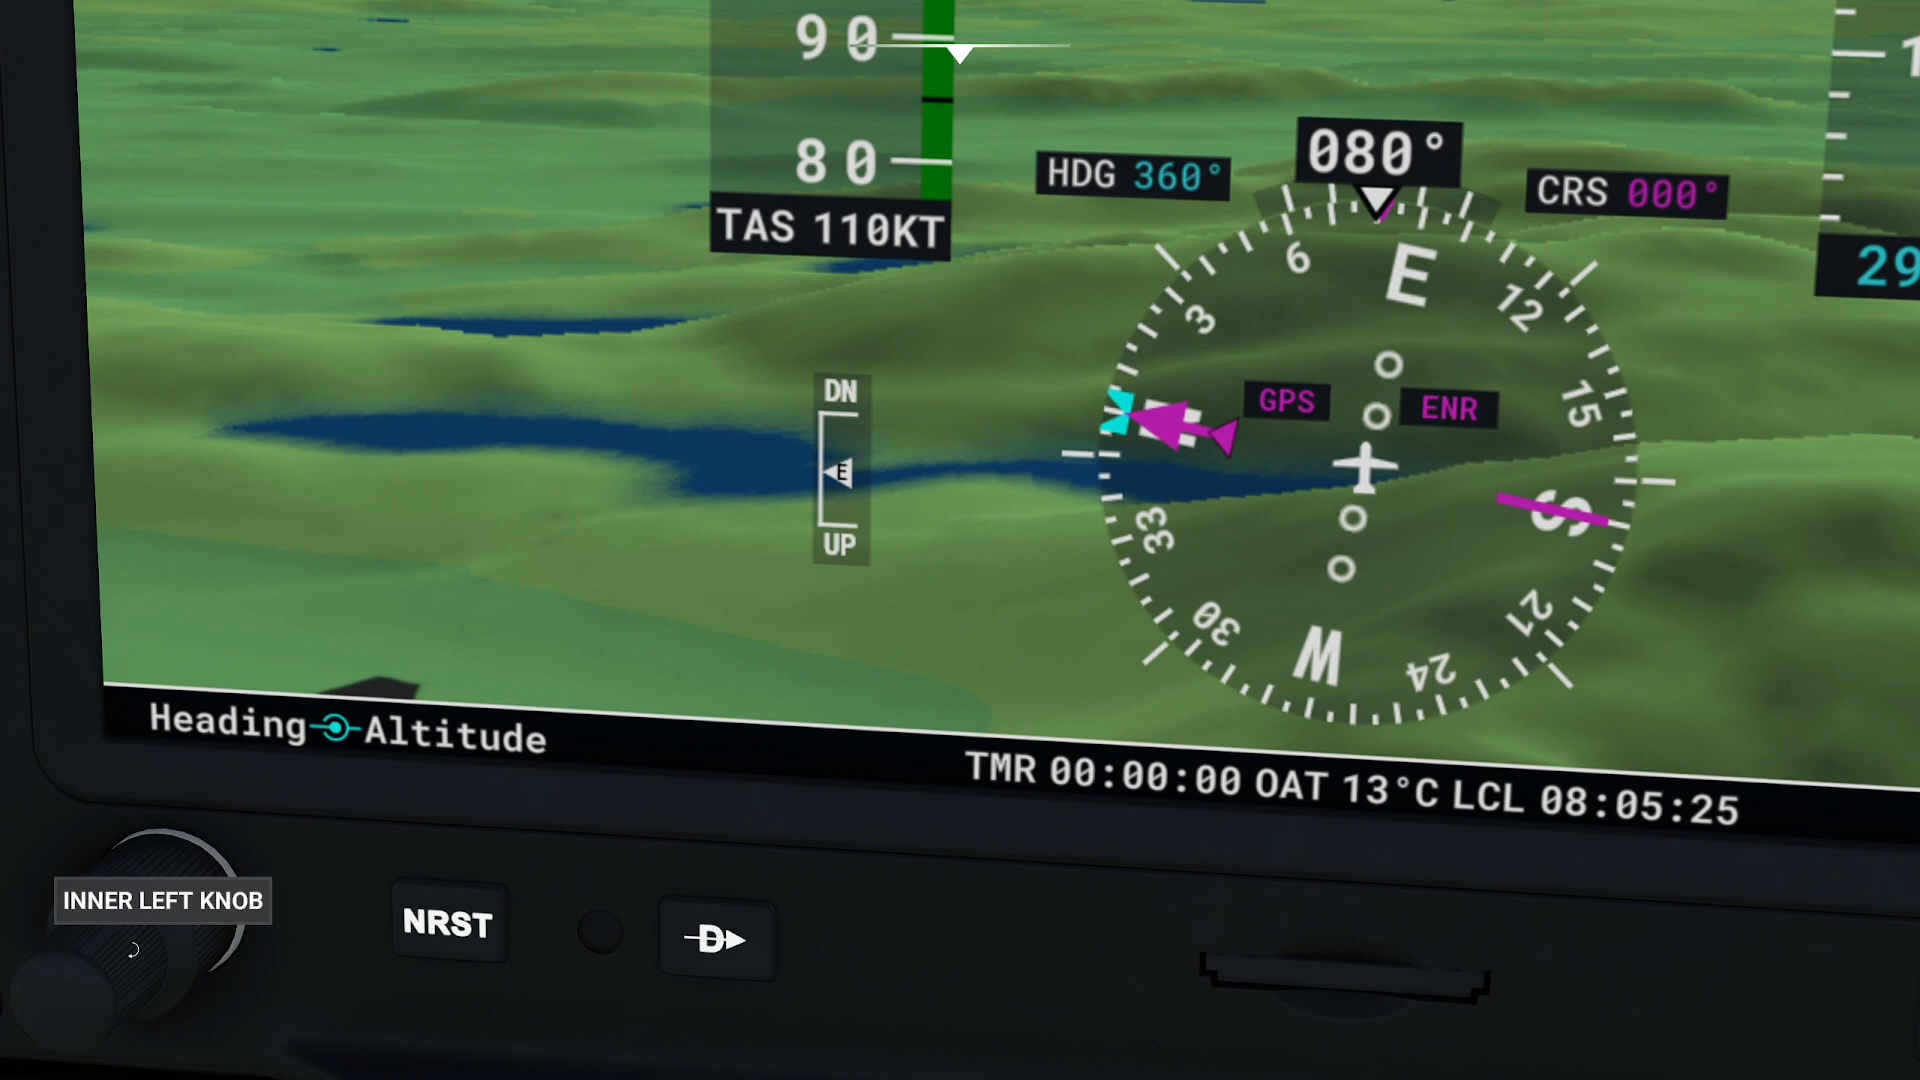 90
80
TAS 110KT
HDG 360°
080°
CRS 000°
29
3
6
E
12
15
S
21
24
W
30
33
GPS
ENR
DN
E
UP
Heading Altitude
TMR 00:00:00 OAT 13°C LCL 08:05:25
INNER LEFT KNOB
NRST
D